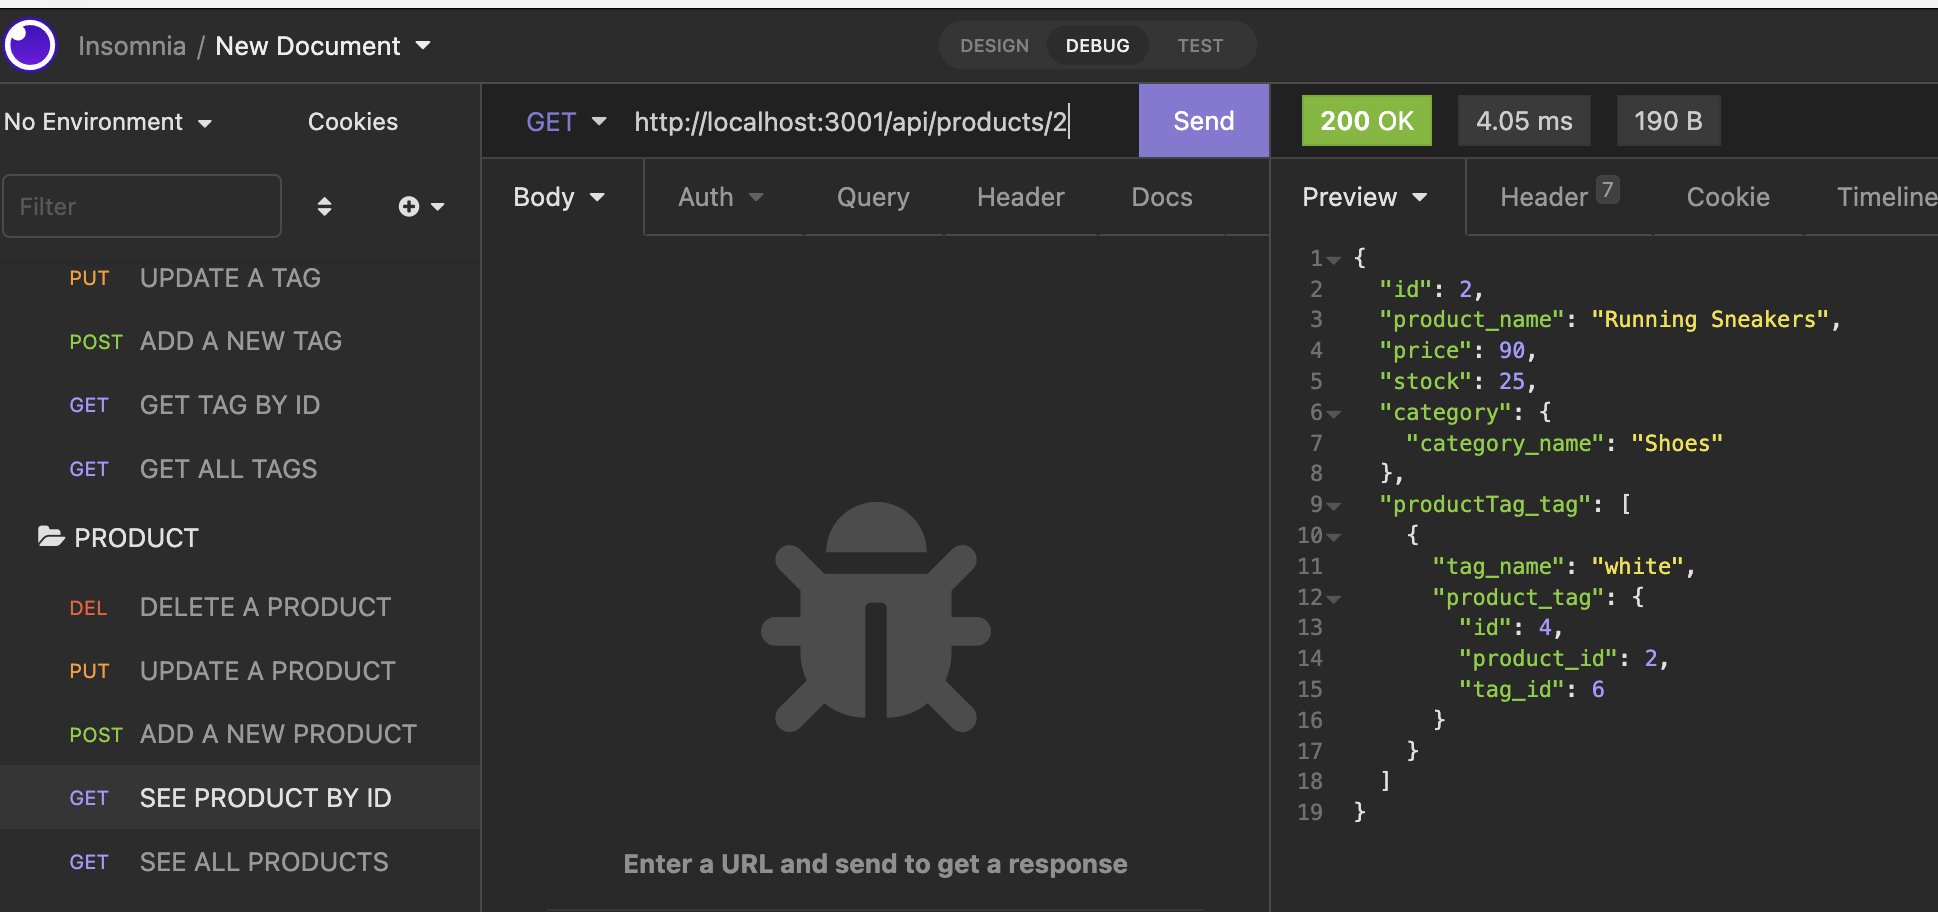 Insomnia / New Document
DESIGN DEBUG TEST
No Environment Cookies
Filter
PUT UPDATE A TAG
POST ADD A NEW TAG
GET GET TAG BY ID
GET GET ALL TAGS
PRODUCT
DEL DELETE A PRODUCT
PUT UPDATE A PRODUCT
POST ADD A NEW PRODUCT
GET SEE PRODUCT BY ID
GET SEE ALL PRODUCTS
GET http://localhost:3001/api/products/2 Send
Body Auth Query Header Docs
Enter a URL and send to get a response
200 OK 4.05 ms 190 B
Preview Header 7 Cookie Timeline
1 {
2 "id": 2,
3 "product_name": "Running Sneakers",
4 "price": 90,
5 "stock": 25,
6 "category": {
7 "category_name": "Shoes"
8 },
9 "productTag_tag": [
10 {
11 "tag_name": "white",
12 "product_tag": {
13 "id": 4,
14 "product_id": 2,
15 "tag_id": 6
16 }
17 }
18 ]
19 }